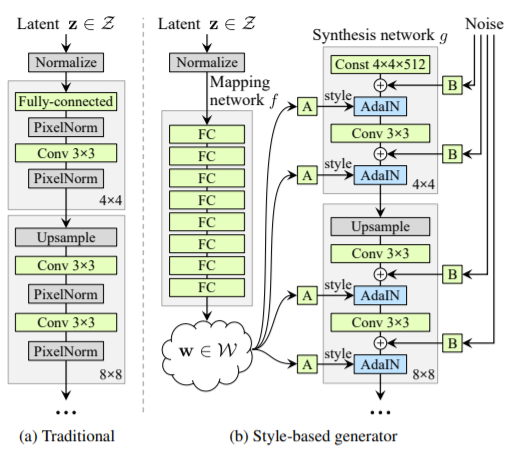 Latent z ∈ 𝒵
Normalize
Fully-connected
PixelNorm
Conv 3×3
PixelNorm
4×4
Upsample
Conv 3×3
PixelNorm
Conv 3×3
PixelNorm
8×8
...
(a) Traditional
Latent z ∈ 𝒵
Normalize
Mapping
network f
FC
FC
FC
FC
FC
FC
FC
FC
w ∈ 𝒲
A
style
A
style
A
style
A
style
Synthesis network g
Const 4×4×512
AdaIN
Conv 3×3
AdaIN
4×4
Upsample
Conv 3×3
AdaIN
Conv 3×3
AdaIN
8×8
...
Noise
B
B
B
B
(b) Style-based generator